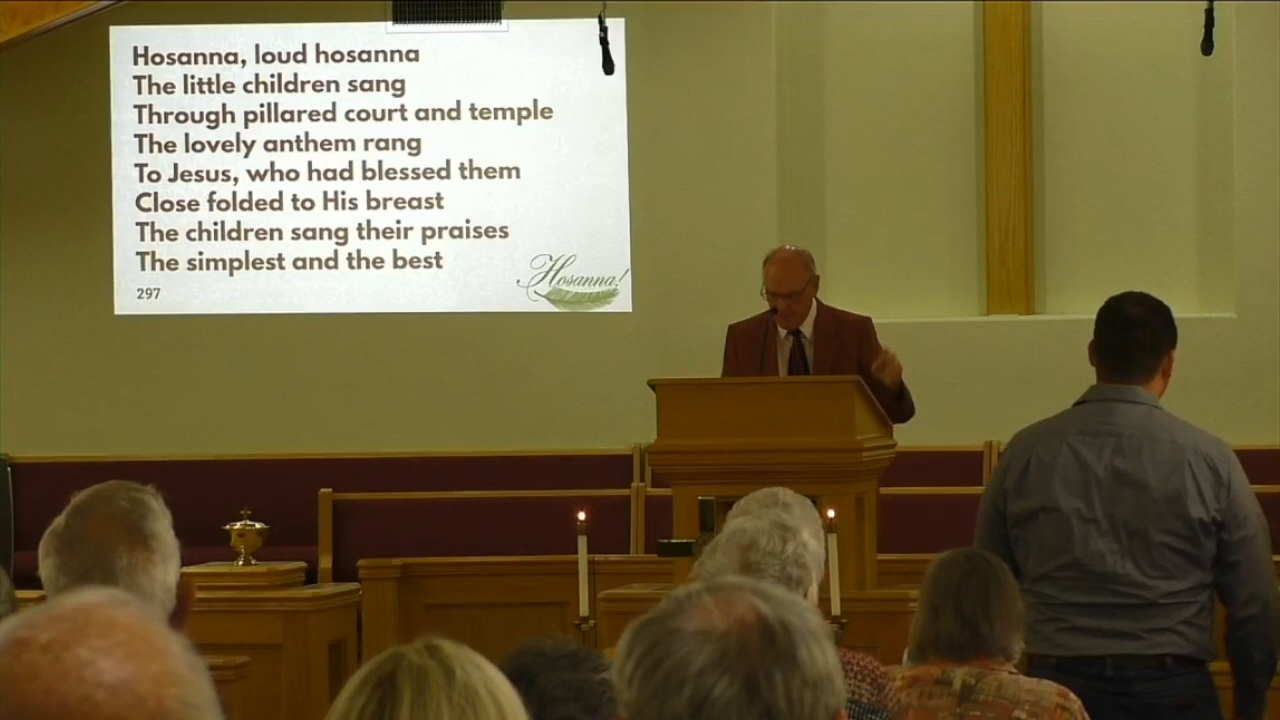 Hosanna, loud hosanna
The little children sang
Through pillared court and temple
The lovely anthem rang
To Jesus, who had blessed them
Close folded to His breast
The children sang their praises
The simplest and the best
297
Hosanna!